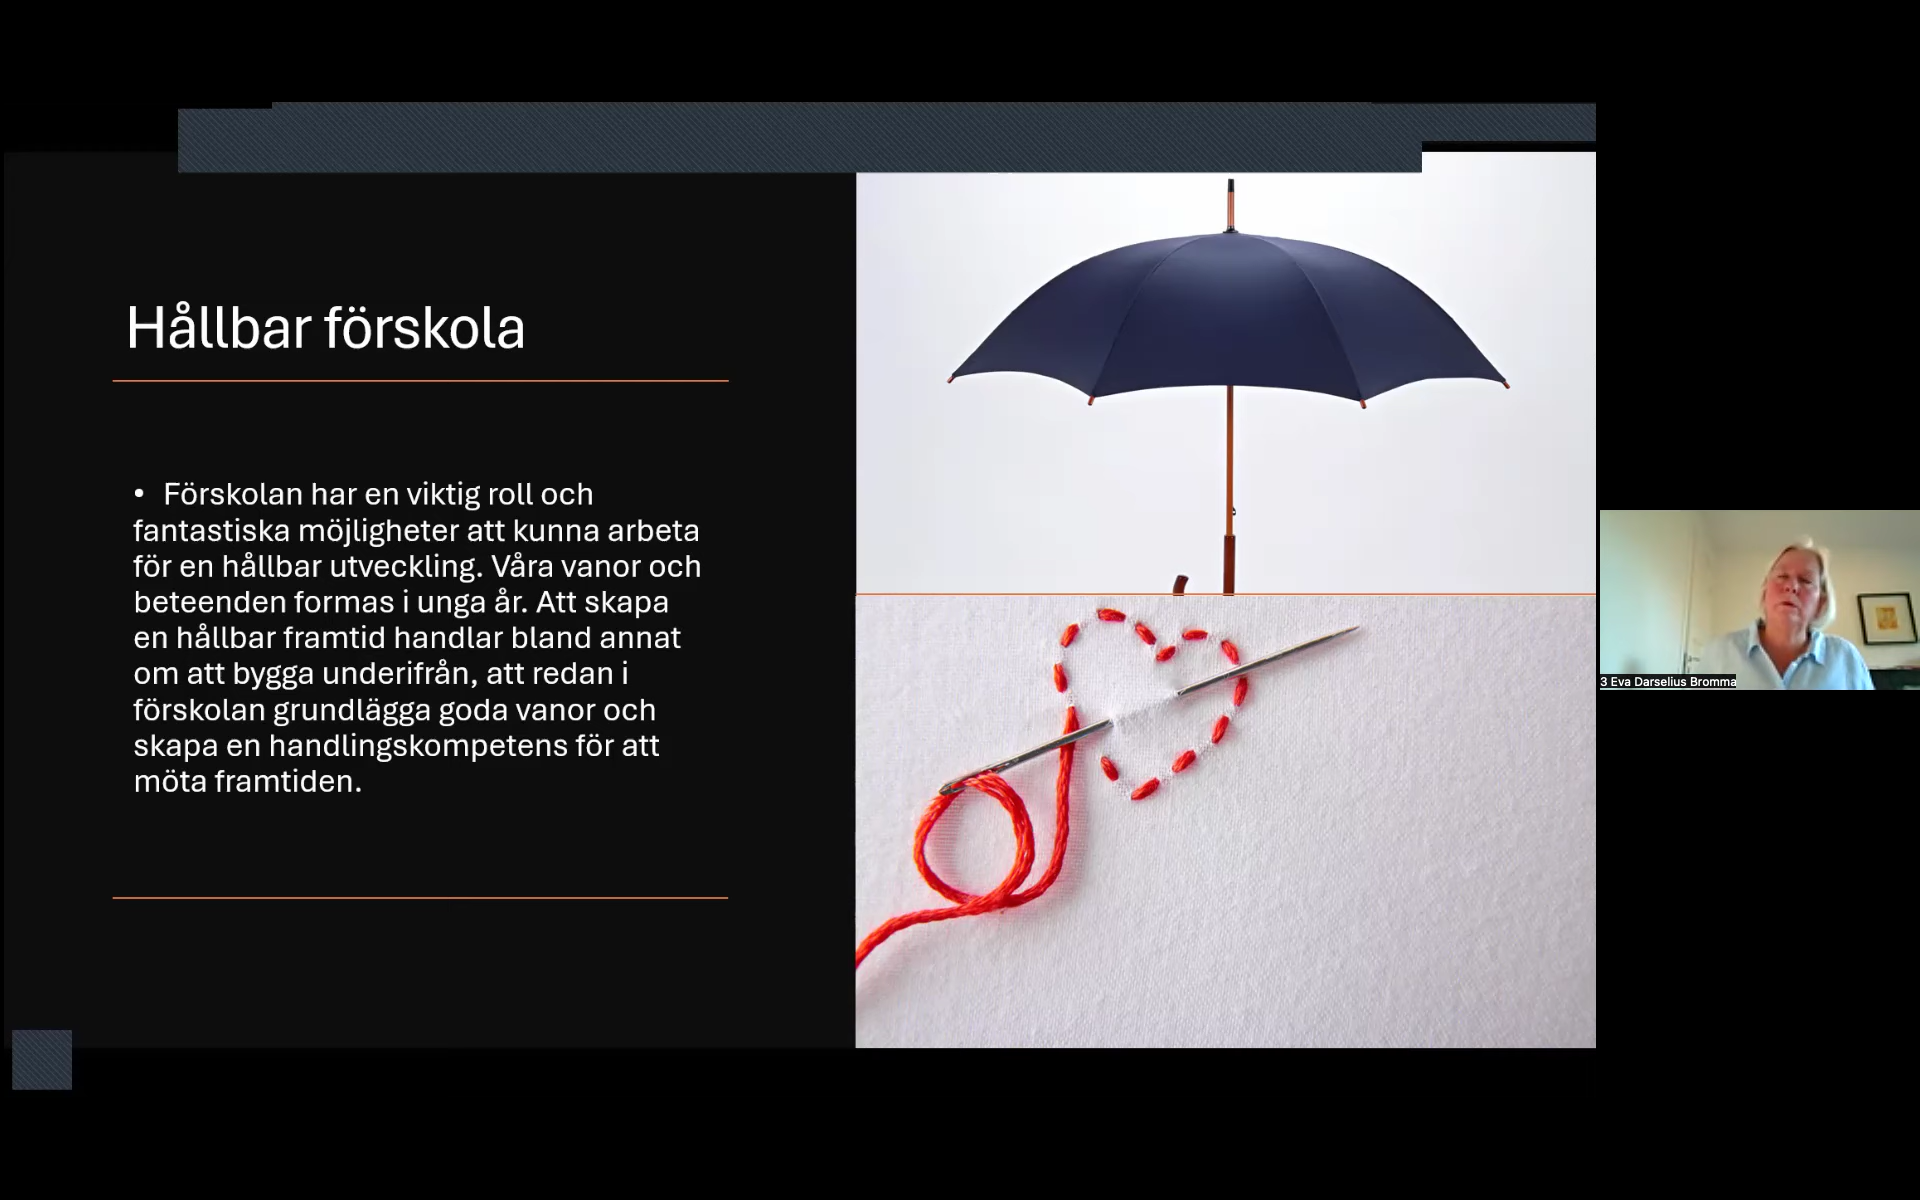 Hållbar förskola
• Förskolan har en viktig roll och
fantastiska möjligheter att kunna arbeta
för en hållbar utveckling. Våra vanor och
beteenden formas i unga år. Att skapa
en hållbar framtid handlar bland annat
om att bygga underifrån, att redan i
förskolan grundlägga goda vanor och
skapa en handlingskompetens för att
möta framtiden.
3 Eva Darselius Bromma